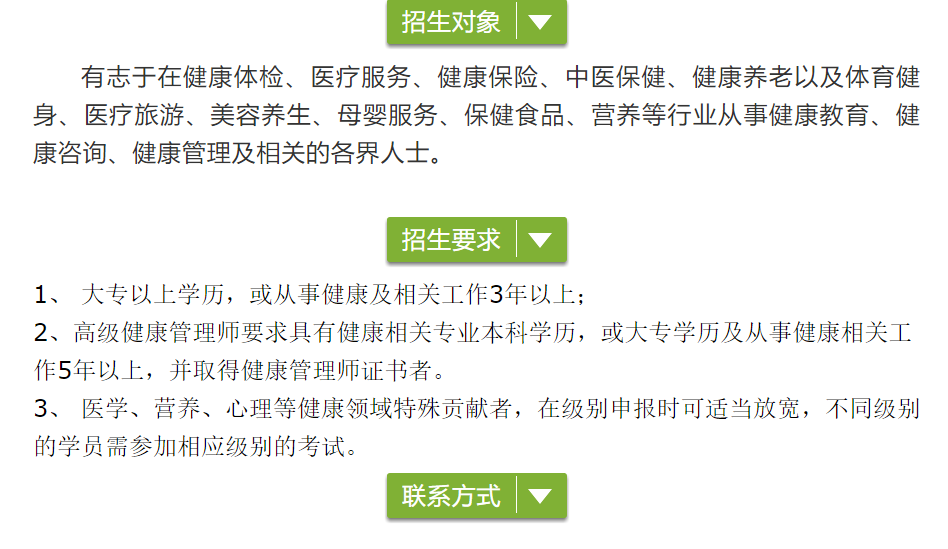 招生对象
有志于在健康体检、医疗服务、健康保险、中医保健、健康养老以及体育健
身、医疗旅游、美容养生、母婴服务、保健食品、营养等行业从事健康教育、健
康咨询、健康管理及相关的各界人士。
招生要求
1、 大专以上学历，或从事健康及相关工作3年以上；
2、高级健康管理师要求具有健康相关专业本科学历，或大专学历及从事健康相关工
作5年以上，并取得健康管理师证书者。
3、 医学、营养、心理等健康领域特殊贡献者，在级别申报时可适当放宽，不同级别
的学员需参加相应级别的考试。
联系方式